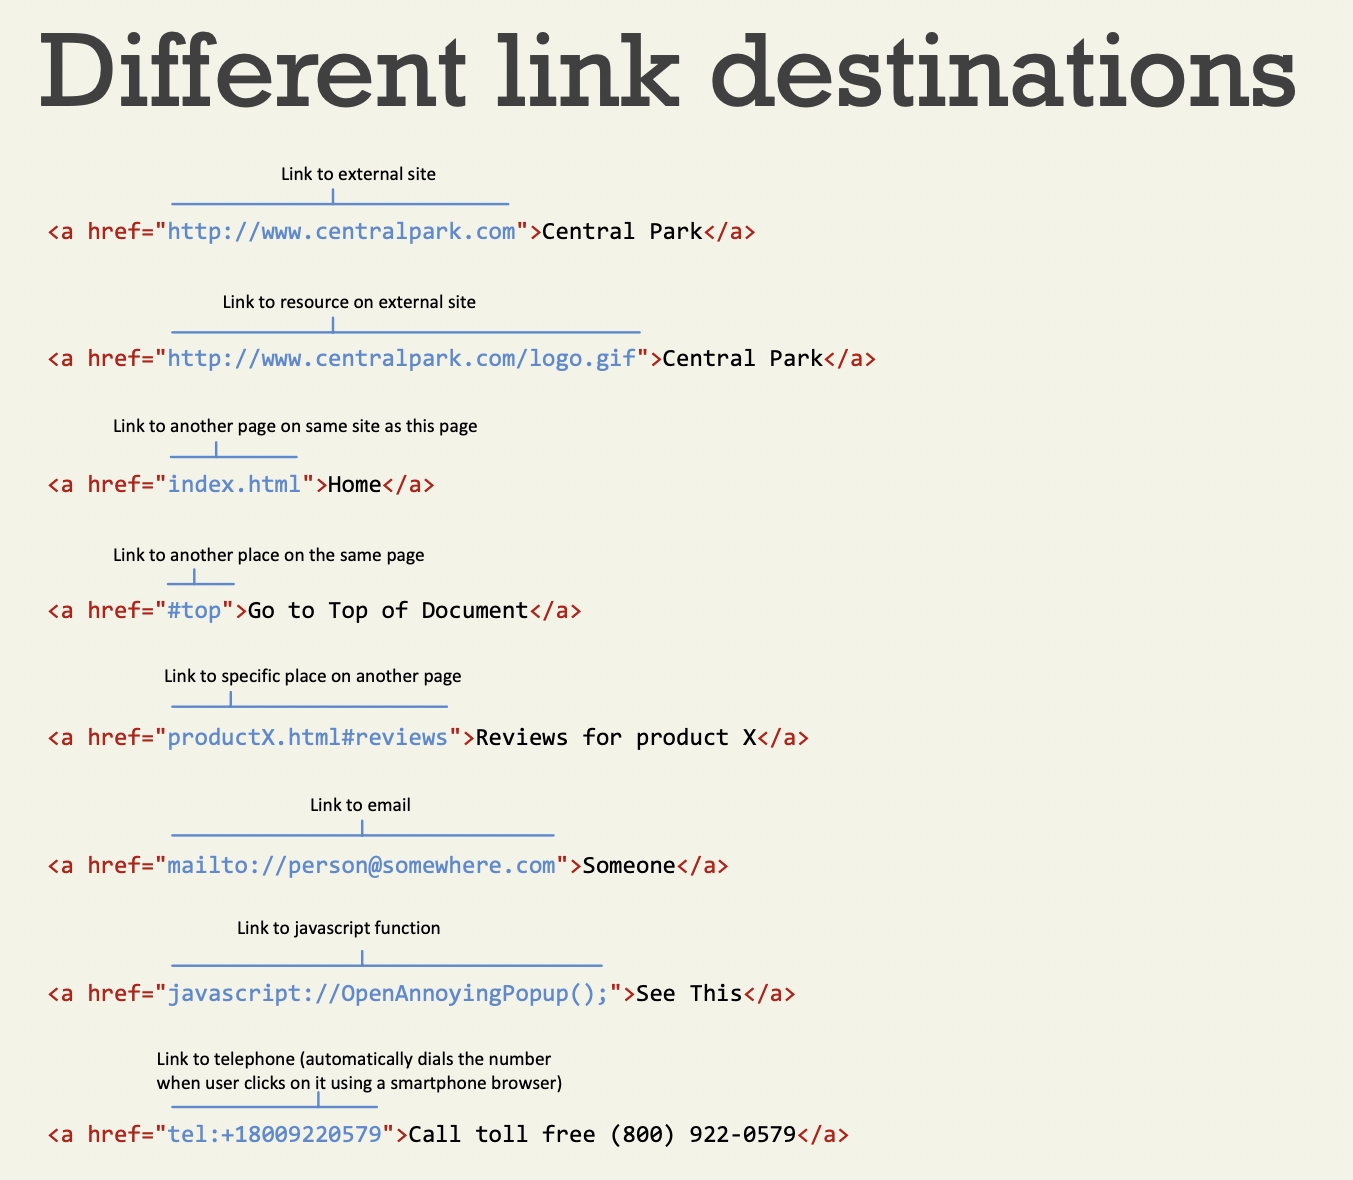 Different link destinations
Link to external site
<a href="http://www.centralpark.com">Central Park</a>
Link to resource on external site
<a href="http://www.centralpark.com/logo.gif">Central Park</a>
Link to another page on same site as this page
<a href="index.html">Home</a>
Link to another place on the same page
<a href="#top">Go to Top of Document</a>
Link to specific place on another page
<a href="productX.html#reviews">Reviews for product X</a>
Link to email
<a href="mailto://person@somewhere.com">Someone</a>
Link to javascript function
<a href="javascript://OpenAnnoyingPopup();">See This</a>
Link to telephone (automatically dials the number
when user clicks on it using a smartphone browser)
<a href="tel:+18009220579">Call toll free (800) 922-0579</a>